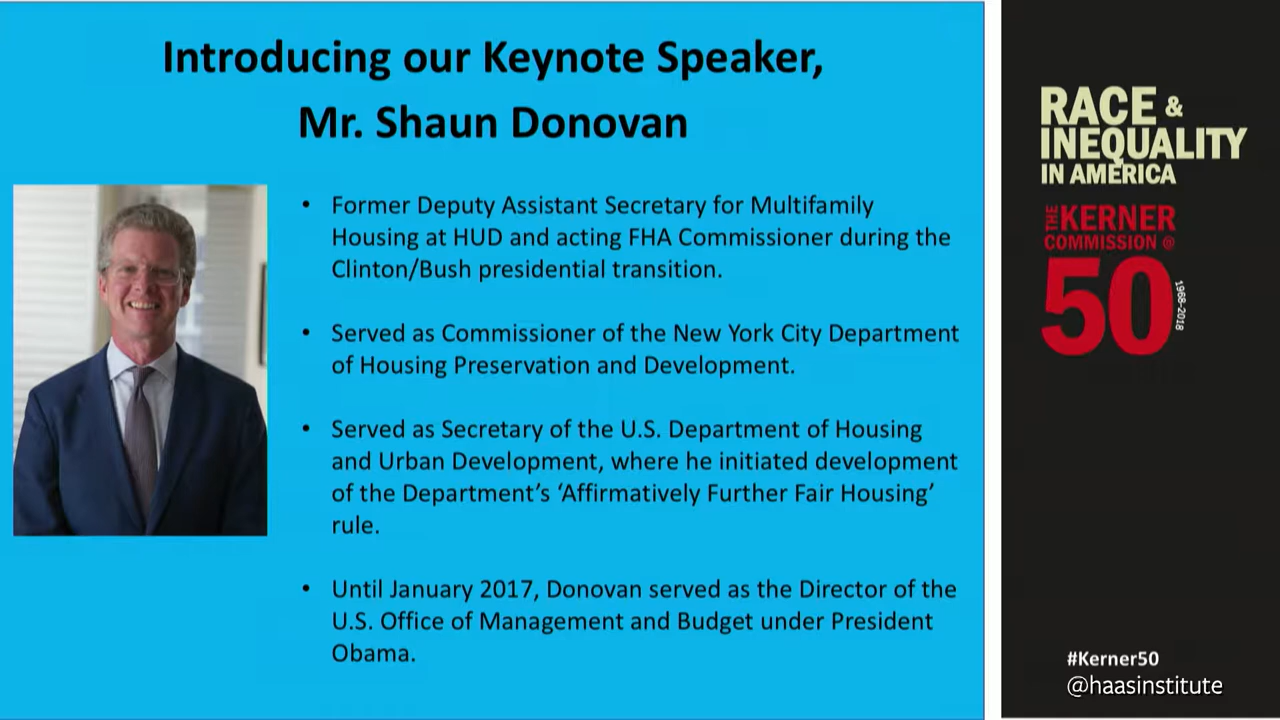 Introducing our Keynote Speaker,
Mr. Shaun Donovan
• Former Deputy Assistant Secretary for Multifamily
Housing at HUD and acting FHA Commissioner during the
Clinton/Bush presidential transition.
• Served as Commissioner of the New York City Department
of Housing Preservation and Development.
• Served as Secretary of the U.S. Department of Housing
and Urban Development, where he initiated development
of the Department’s ‘Affirmatively Further Fair Housing’
rule.
• Until January 2017, Donovan served as the Director of the
U.S. Office of Management and Budget under President
Obama.
RACE &
INEQUALITY
IN AMERICA
THE KERNER
COMMISSION @
50
1968-2018
#Kerner50
@haasinstitute